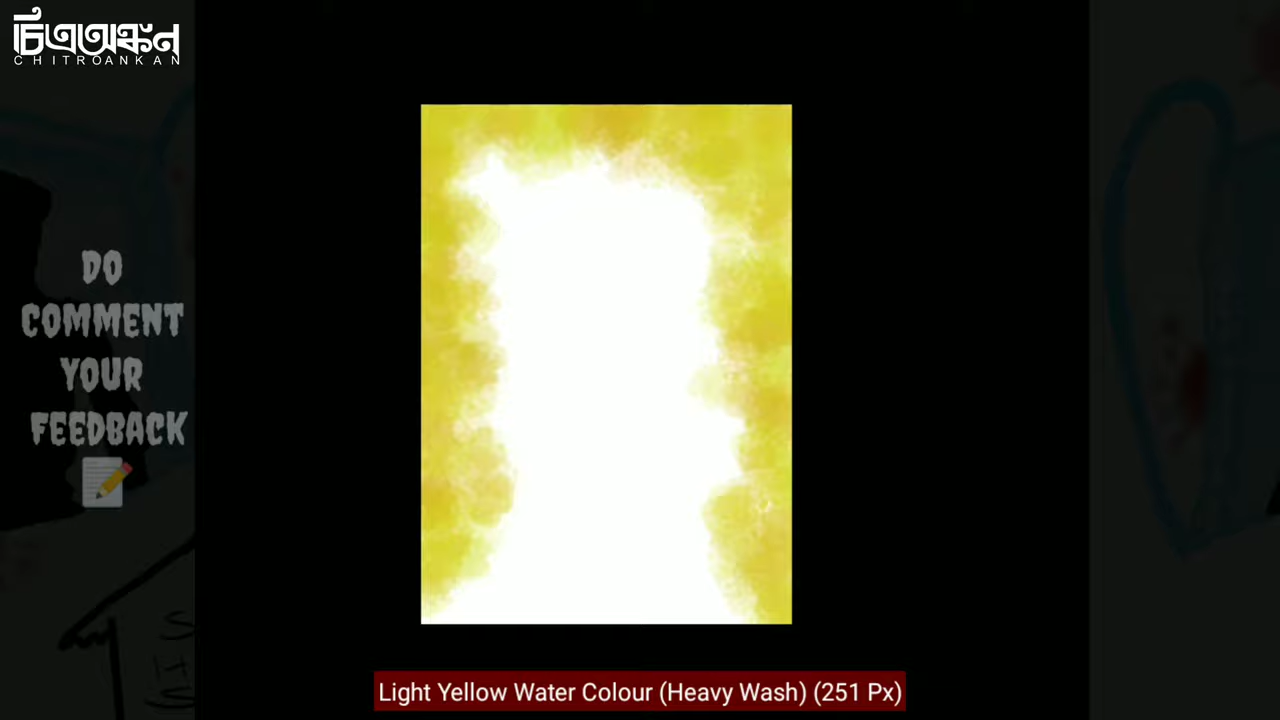 চিত্রঅঙ্কন
CHITROANKAN
DO
COMMENT
YOUR
FEEDBACK
Light Yellow Water Colour (Heavy Wash) (251 Px)